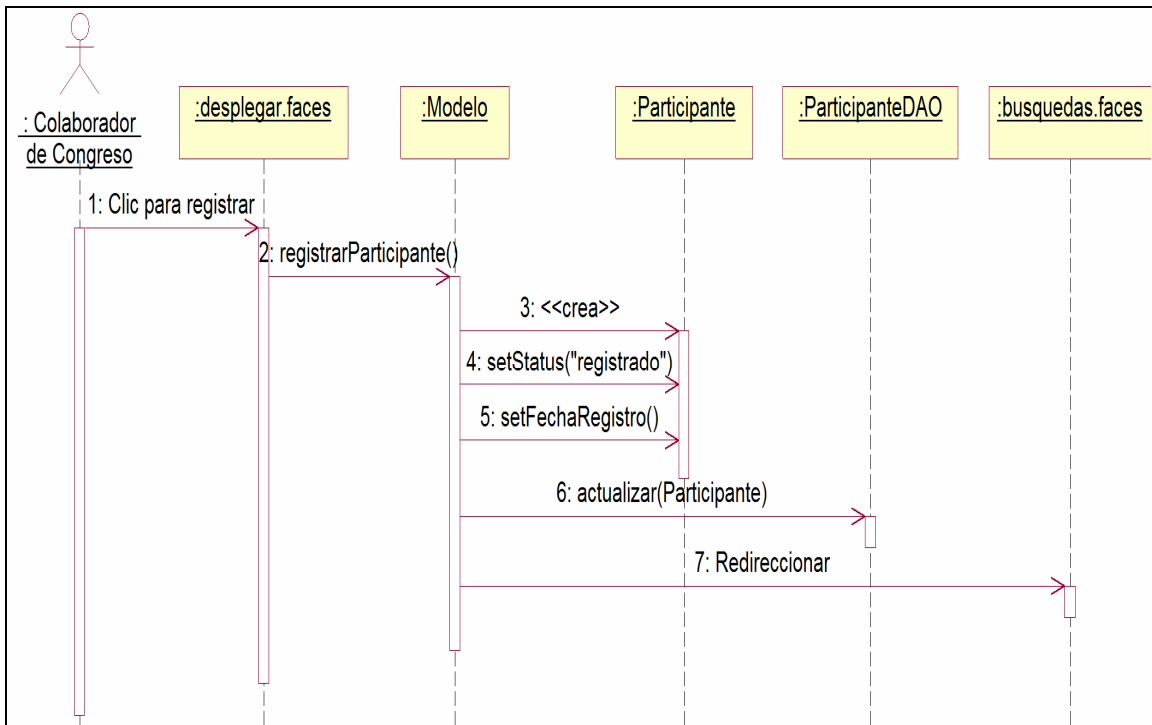 : Colaborador
de Congreso
:desplegar.faces
:Modelo
:Participante
:ParticipanteDAO
:busquedas.faces
1: Clic para registrar
2: registrarParticipante()
3: <<crea>>
4: setStatus("registrado")
5: setFechaRegistro()
6: actualizar(Participante)
7: Redireccionar